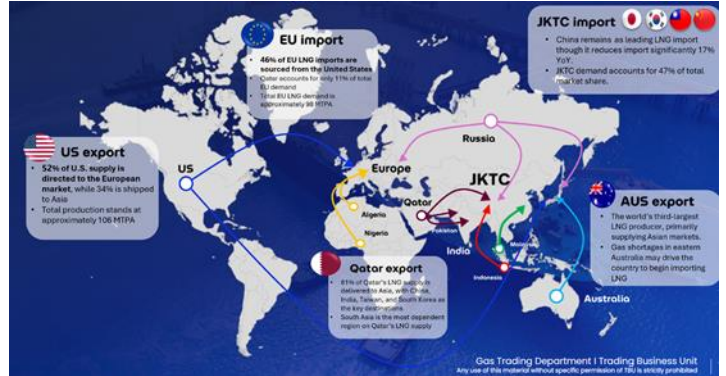 EU import
46% of EU LNG imports are
sourced from the United States
Qatar accounts for only 11% of total
EU demand
Total EU LNG demand is
approximately 98 MTPA
JKTC import
China remains as leading LNG import
though it reduces import significantly 17%
YoY.
JKTC demand accounts for 47% of total
market share.
US export
52% of U.S. supply is
directed to the European
market, while 34% is shipped
to Asia
Total production stands at
approximately 106 MTPA
US
Europe
Russia
JKTC
Qatar
Algeria
Nigeria
Pakistan
India
Malaysia
Indonesia
Australia
AUS export
The world's third-largest
LNG producer, primarily
supplying Asian markets.
Gas shortages in eastern
Australia may drive the
country to begin importing
LNG
Qatar export
81% of Qatar's LNG supply is
delivered to Asia, with China,
India, Taiwan, and South Korea as
the key destinations
South Asia is the most dependent
region on Qatar's LNG supply
Gas Trading Department I Trading Business Unit
Any use of this material without specific permission of TBU is strictly prohibited